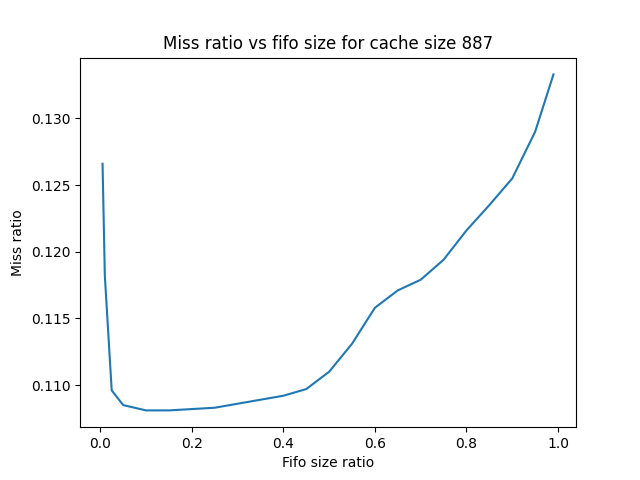 Miss ratio vs fifo size for cache size 887
0.130
0.125
0.120
0.115
0.110
Miss ratio
0.0 0.2 0.4 0.6 0.8 1.0
Fifo size ratio